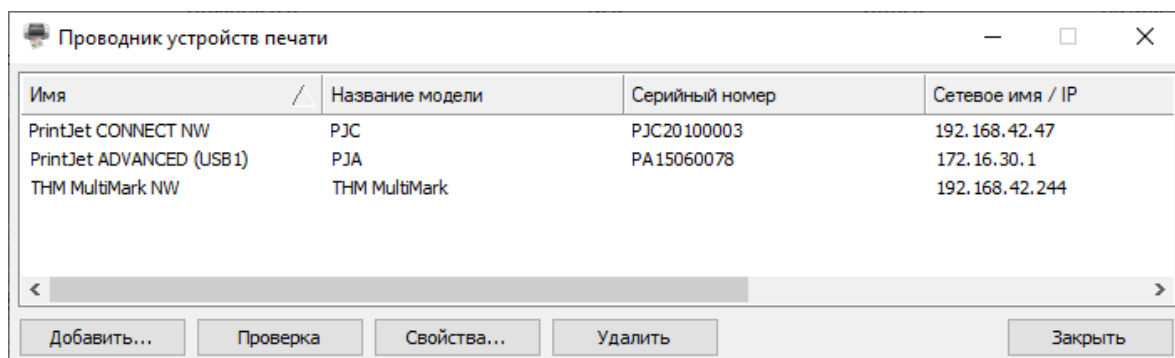 Проводник устройств печати
Имя Название модели Серийный номер Сетевое имя / IP
PrintJet CONNECT NW PJC PJC20100003 192.168.42.47
PrintJet ADVANCED (USB1) PJA PA15060078 172.16.30.1
THM MultiMark NW THM MultiMark 192.168.42.244
Добавить... Проверка Свойства... Удалить Закрыть